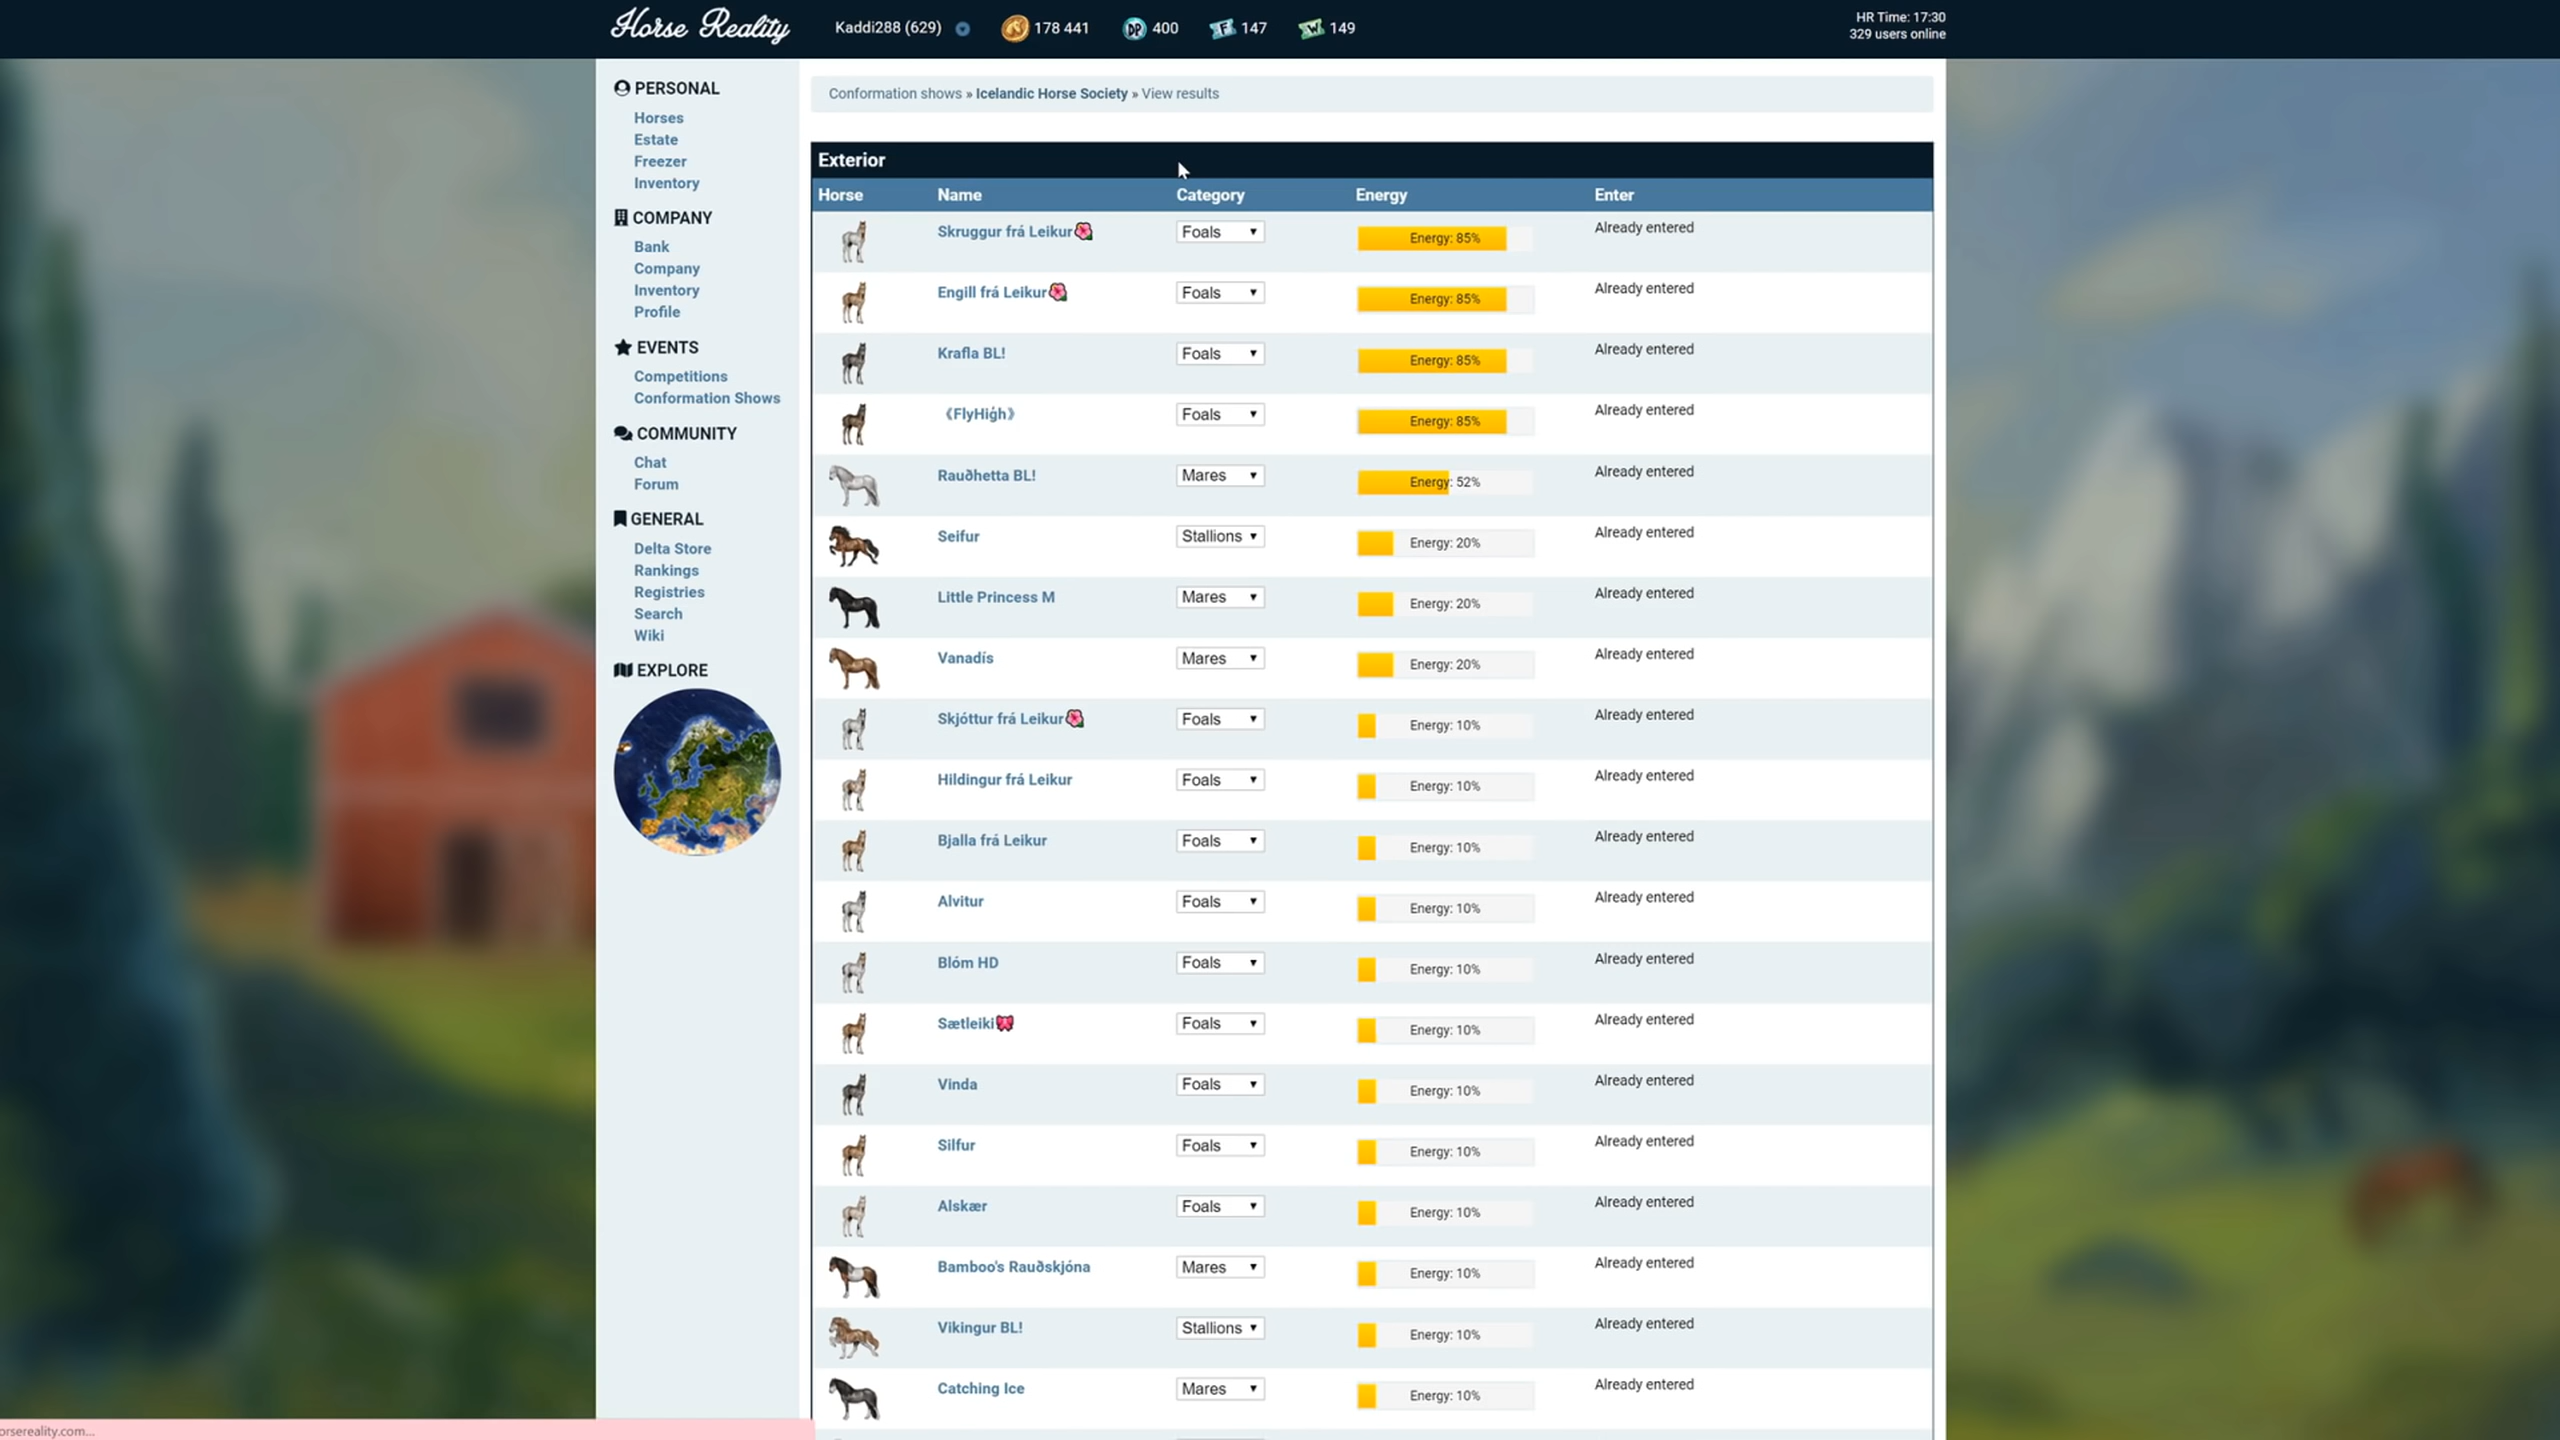 Horse Reality
Kaddi288 (629)
178 441
400
147
149
HR Time: 17:30
329 users online
PERSONAL
Horses
Estate
Freezer
Inventory
COMPANY
Bank
Company
Inventory
Profile
EVENTS
Competitions
Conformation Shows
COMMUNITY
Chat
Forum
GENERAL
Delta Store
Rankings
Registries
Search
Wiki
EXPLORE
Conformation shows » Icelandic Horse Society » View results
Exterior
Horse Name Category Energy Enter
Skruggur frá Leikur🌺 Foals Energy: 85% Already entered
Engill frá Leikur🌺 Foals Energy: 85% Already entered
Krafla BL! Foals Energy: 85% Already entered
《FlyHiģh》 Foals Energy: 85% Already entered
Rauðhetta BL! Mares Energy: 52% Already entered
Seifur Stallions Energy: 20% Already entered
Little Princess M Mares Energy: 20% Already entered
Vanadís Mares Energy: 20% Already entered
Skjóttur frá Leikur🌺 Foals Energy: 10% Already entered
Hildingur frá Leikur Foals Energy: 10% Already entered
Bjalla frá Leikur Foals Energy: 10% Already entered
Alvitur Foals Energy: 10% Already entered
Blóm HD Foals Energy: 10% Already entered
Sætleiki🎀 Foals Energy: 10% Already entered
Vinda Foals Energy: 10% Already entered
Silfur Foals Energy: 10% Already entered
Alskær Foals Energy: 10% Already entered
Bamboo's Rauðskjóna Mares Energy: 10% Already entered
Vikingur BL! Stallions Energy: 10% Already entered
Catching Ice Mares Energy: 10% Already entered
orsereality.com...